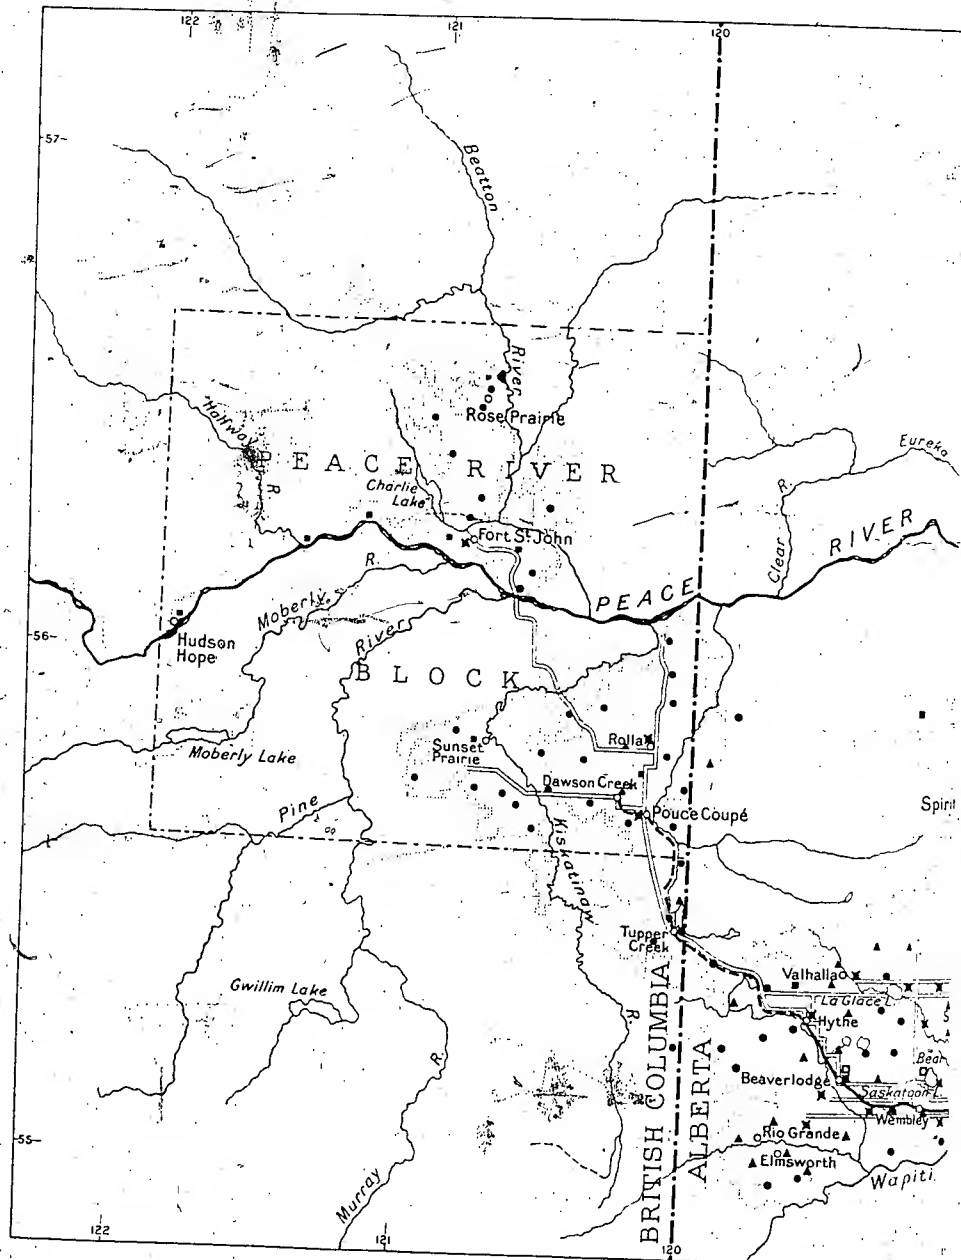 122
121
120
57
Beatton
River
Rose Prairie
Halfway
R.
PEACE RIVER
Charlie
Lake
Eureka
Fort St. John
Clear R.
RIVER
PEACE
Moberly
R.
River
56
Hudson
Hope
BLOCK
Rolla
Sunset
Prairie
Moberly Lake
Dawson Creek
Pine
Pouce Coupé
Spirit
Kiskatinaw
R.
Tupper
Creek
Valhalla
La Glace L.
Gwillim Lake
Hythe
Bear
Beaverlodge
Saskatoon L.
Wembley
55
BRITISH COLUMBIA
ALBERTA
Rio Grande
Elmsworth
Wapiti
Murray
R.
122
121
120